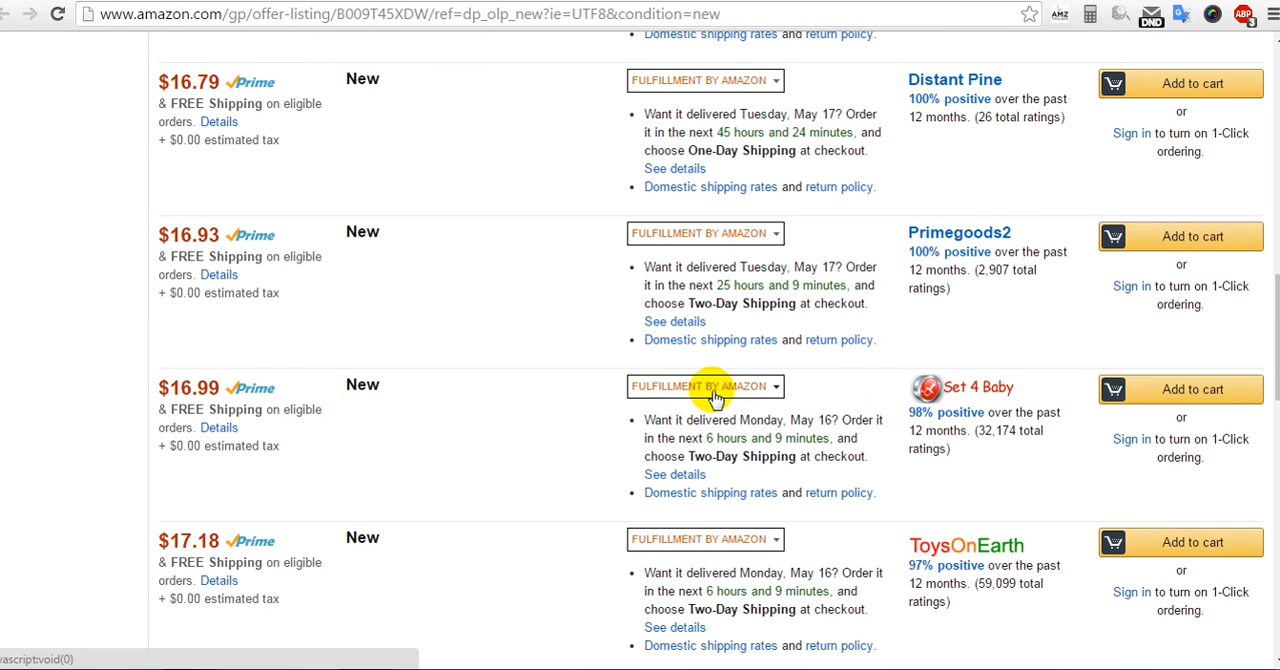 www.amazon.com/gp/offer-listing/B009T45XDW/ref=dp_olp_new?ie=UTF8&condition=new
AMZ
DND
ABP
3
Domestic shipping rates and return policy.
$16.79 Prime
& FREE Shipping on eligible
orders. Details
+ $0.00 estimated tax
New
FULFILLMENT BY AMAZON
• Want it delivered Tuesday, May 17? Order
it in the next 45 hours and 24 minutes, and
choose One-Day Shipping at checkout.
See details
• Domestic shipping rates and return policy.
Distant Pine
100% positive over the past
12 months. (26 total ratings)
Add to cart
or
Sign in to turn on 1-Click
ordering.
$16.93 Prime
& FREE Shipping on eligible
orders. Details
+ $0.00 estimated tax
New
FULFILLMENT BY AMAZON
• Want it delivered Tuesday, May 17? Order
it in the next 25 hours and 9 minutes, and
choose Two-Day Shipping at checkout.
See details
• Domestic shipping rates and return policy.
Primegoods2
100% positive over the past
12 months. (2,907 total
ratings)
Add to cart
or
Sign in to turn on 1-Click
ordering.
$16.99 Prime
& FREE Shipping on eligible
orders. Details
+ $0.00 estimated tax
New
FULFILLMENT BY AMAZON
• Want it delivered Monday, May 16? Order it
in the next 6 hours and 9 minutes, and
choose Two-Day Shipping at checkout.
See details
• Domestic shipping rates and return policy.
Set 4 Baby
98% positive over the past
12 months. (32,174 total
ratings)
Add to cart
or
Sign in to turn on 1-Click
ordering.
$17.18 Prime
& FREE Shipping on eligible
orders. Details
+ $0.00 estimated tax
New
FULFILLMENT BY AMAZON
• Want it delivered Monday, May 16? Order it
in the next 6 hours and 9 minutes, and
choose Two-Day Shipping at checkout.
See details
• Domestic shipping rates and return policy.
ToysOnEarth
97% positive over the past
12 months. (59,099 total
ratings)
Add to cart
or
Sign in to turn on 1-Click
ordering.
vascript:void(0)